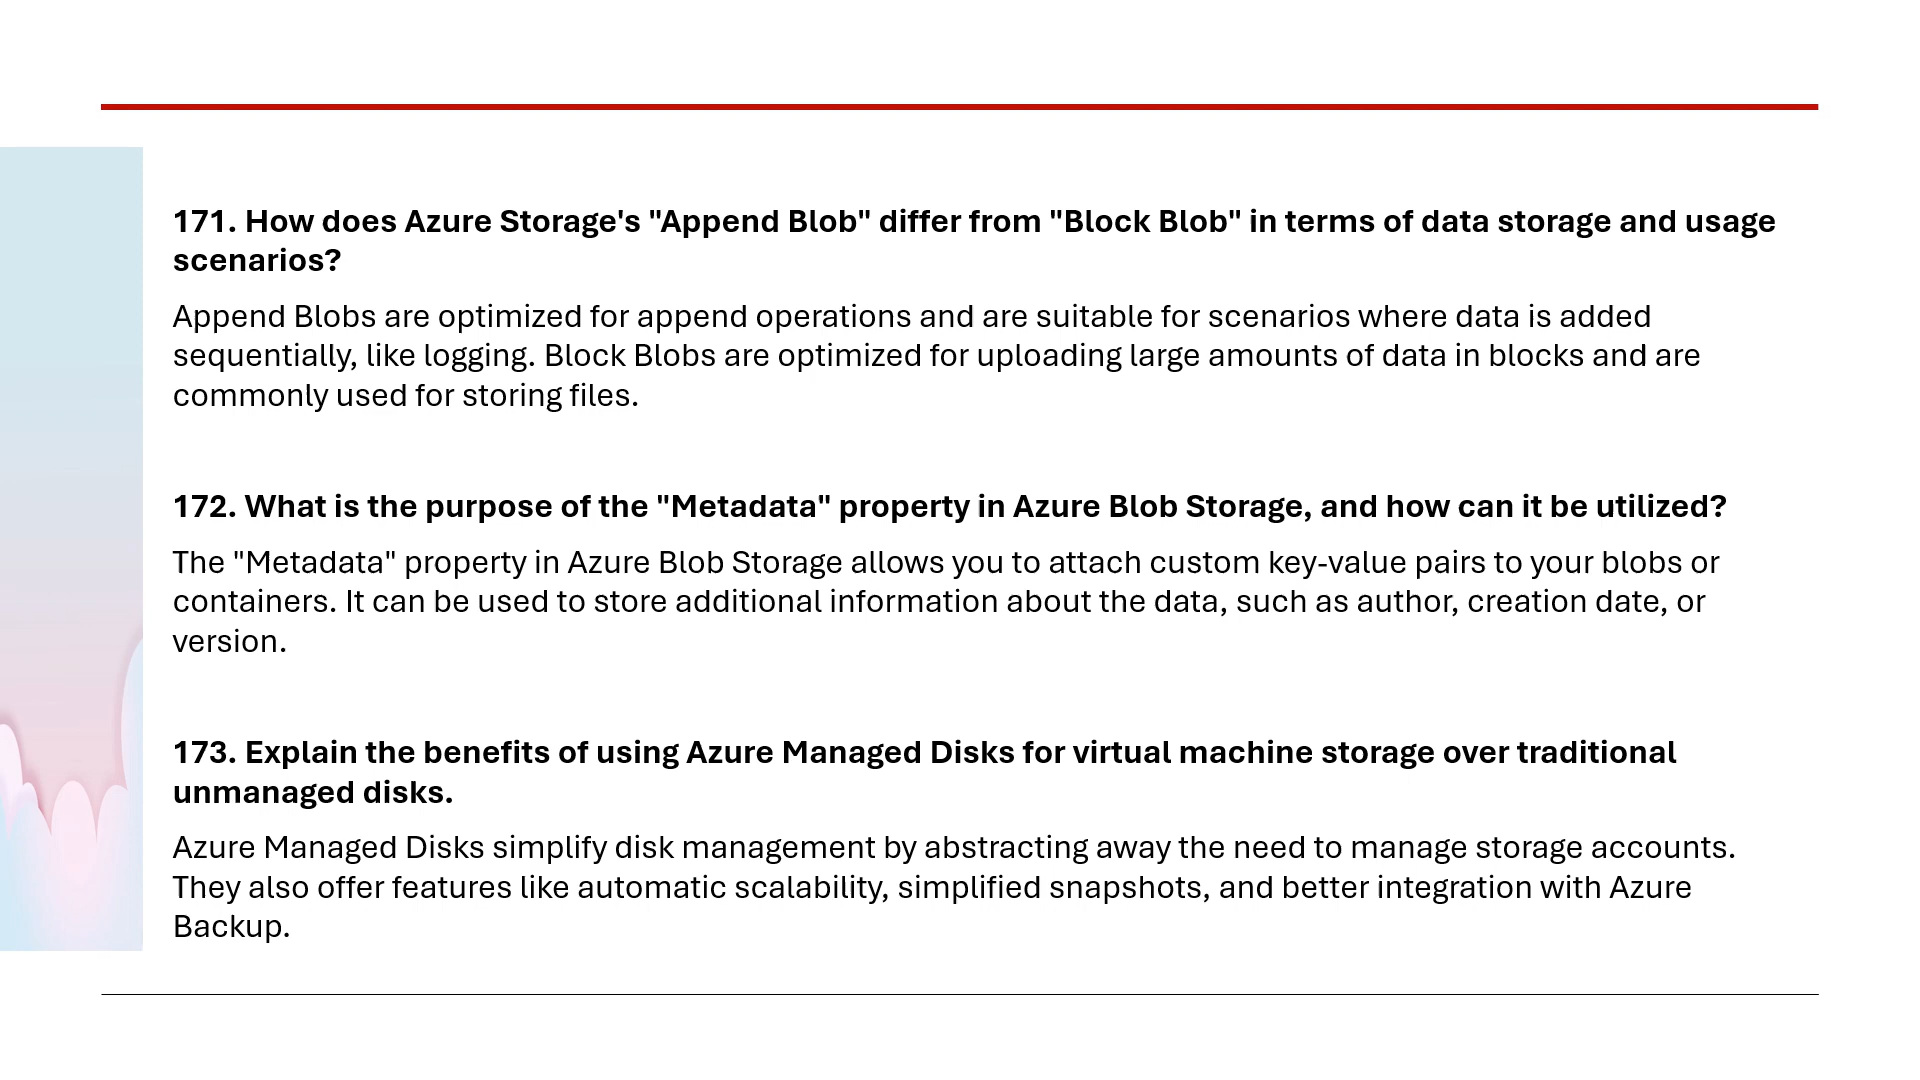 171. How does Azure Storage's "Append Blob" differ from "Block Blob" in terms of data storage and usage
scenarios?
Append Blobs are optimized for append operations and are suitable for scenarios where data is added
sequentially, like logging. Block Blobs are optimized for uploading large amounts of data in blocks and are
commonly used for storing files.
172. What is the purpose of the "Metadata" property in Azure Blob Storage, and how can it be utilized?
The "Metadata" property in Azure Blob Storage allows you to attach custom key-value pairs to your blobs or
containers. It can be used to store additional information about the data, such as author, creation date, or
version.
173. Explain the benefits of using Azure Managed Disks for virtual machine storage over traditional
unmanaged disks.
Azure Managed Disks simplify disk management by abstracting away the need to manage storage accounts.
They also offer features like automatic scalability, simplified snapshots, and better integration with Azure
Backup.